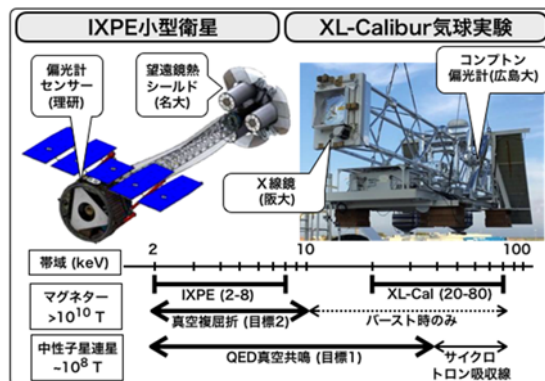 IXPE小型衛星
XL-Calibur気球実験
偏光計
センサー
(理研)
望遠鏡熱
シールド
(名大)
コンプトン
偏光計(広島大)
X線鏡
(阪大)
帯域 (keV)
2
10
100
マグネター
>10¹⁰ T
IXPE (2-8)
XL-Cal (20-80)
真空複屈折 (目標2)
バースト時のみ
中性子星連星
~10⁸ T
QED真空共鳴 (目標1)
サイクロ
トロン吸収線